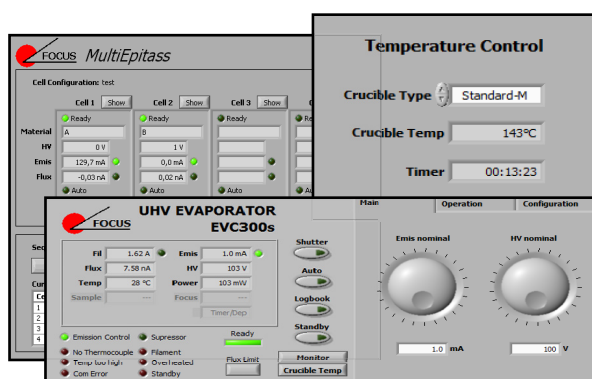 FOCUS MultiEpitass
Cell Configuration: test
Cell 1 Show Cell 2 Show Cell 3 Show
Ready Ready Ready
Material A B
HV 0 V 1 V
Emis 129,7 mA 0,0 mA
Flux -0,03 nA 0,02 nA
Auto Auto Auto
Temperature Control
Crucible Type Standard-M
Crucible Temp 143°C
Timer 00:13:23
Main Operation Configuration
FOCUS
UHV EVAPORATOR
EVC300s
Fil 1.62 A Emis 1.0 mA
Flux 7.58 nA HV 103 V
Temp 28 °C Power 103 mW
Sample --- Focus ---
Timer/Dep
Emission Control Supressor
Ready
No Thermocouple Filament
Temp too high Overheated
Com Error Standby
Flux Limit
Shutter
Auto
Logbook
Standby
Monitor
Crucible Temp
Emis nominal HV nominal
1.0 mA 100 V
1
2
3
4